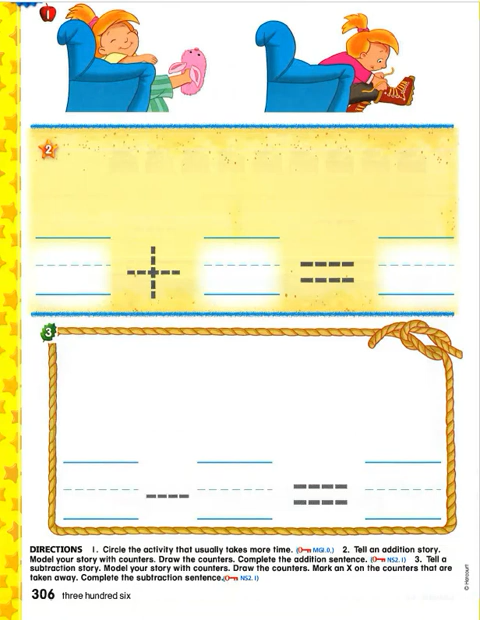 1
2
+ =
3
- =
DIRECTIONS 1. Circle the activity that usually takes more time. (MG1.0.) 2. Tell an addition story.
Model your story with counters. Draw the counters. Complete the addition sentence. (NS2.1) 3. Tell a
subtraction story. Model your story with counters. Draw the counters. Mark an X on the counters that are
taken away. Complete the subtraction sentence.(NS2.1)
306 three hundred six
© Harcourt